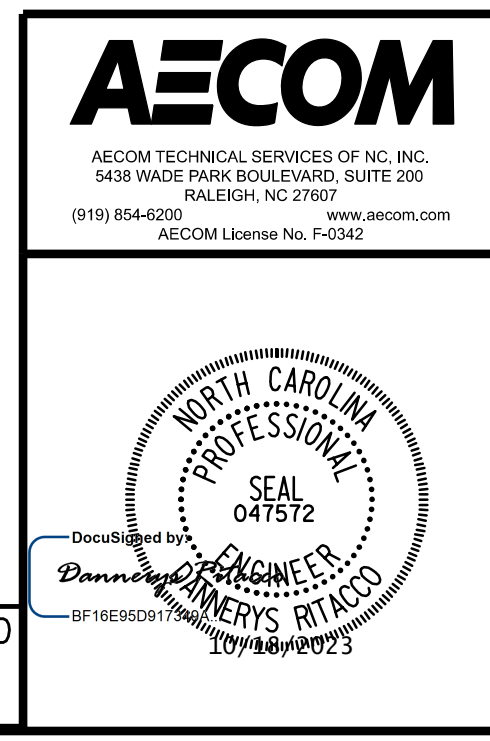 AECOM
AECOM TECHNICAL SERVICES OF NC, INC.
5438 WADE PARK BOULEVARD, SUITE 200
RALEIGH, NC 27607
(919) 854-6200 www.aecom.com
AECOM License No. F-0342
NORTH CAROLINA
PROFESSIONAL
SEAL
047572
ENGINEER
DANNERYS RITACCO
DocuSigned by:
Dannerys Ritacco
BF16E95D917349A...
10/18/2023